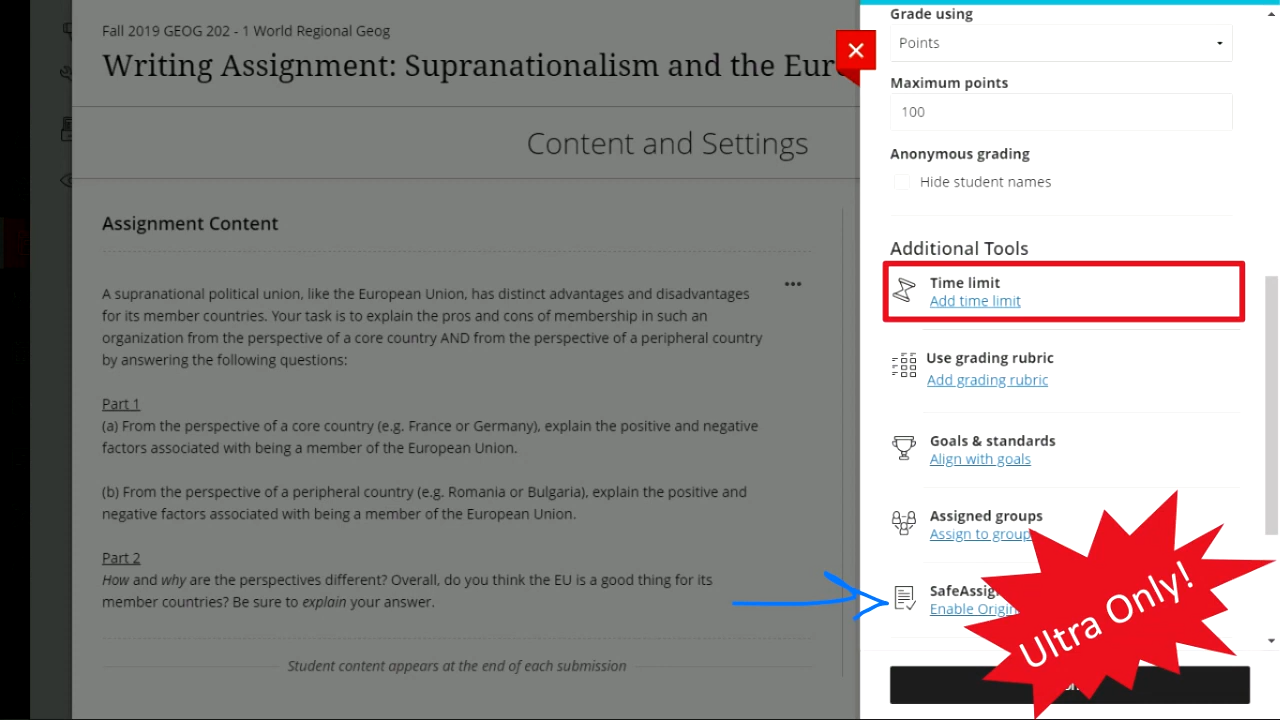 Fall 2019 GEOG 202 - 1 World Regional Geog
Writing Assignment: Supranationalism and the Eur
Content and Settings
Assignment Content
A supranational political union, like the European Union, has distinct advantages and disadvantages
for its member countries. Your task is to explain the pros and cons of membership in such an
organization from the perspective of a core country AND from the perspective of a peripheral country
by answering the following questions:
Part 1
(a) From the perspective of a core country (e.g. France or Germany), explain the positive and negative
factors associated with being a member of the European Union.
(b) From the perspective of a peripheral country (e.g. Romania or Bulgaria), explain the positive and
negative factors associated with being a member of the European Union.
Part 2
How and why are the perspectives different? Overall, do you think the EU is a good thing for its
member countries? Be sure to explain your answer.
Student content appears at the end of each submission
Grade using
Points
Maximum points
100
Anonymous grading
Hide student names
Additional Tools
Time limit
Add time limit
Use grading rubric
Add grading rubric
Goals & standards
Align with goals
Assigned groups
Assign to group
SafeAssig
Enable Origin
Ultra Only!